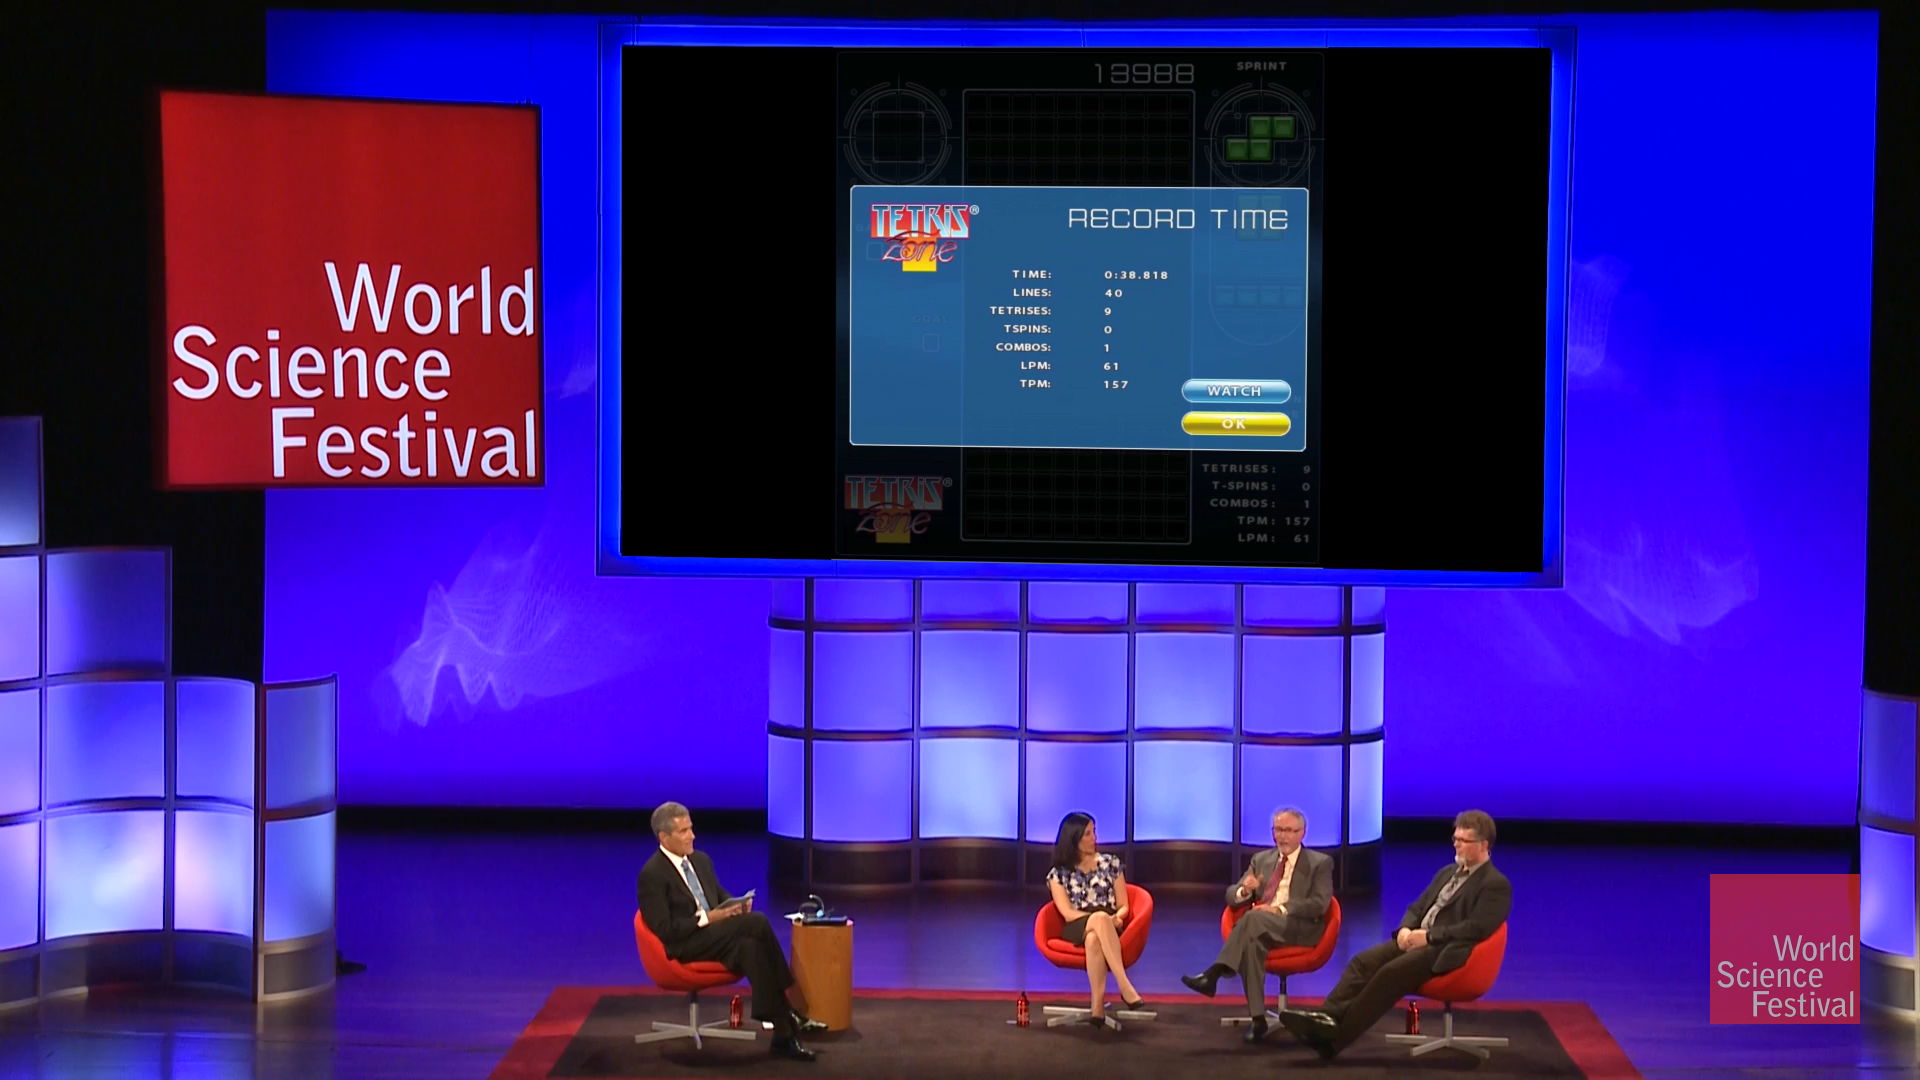 World
Science
Festival
13988
SPRINT
TETRIS®
Zone
RECORD TIME
TIME: 0:38.818
LINES: 40
TETRISES: 9
TSPINS: 0
COMBOS: 1
LPM: 61
TPM: 157
WATCH
OK
GOAL
TETRIS®
Zone
TETRISES: 9
T-SPINS: 0
COMBOS: 1
TPM: 157
LPM: 61
World
Science
Festival